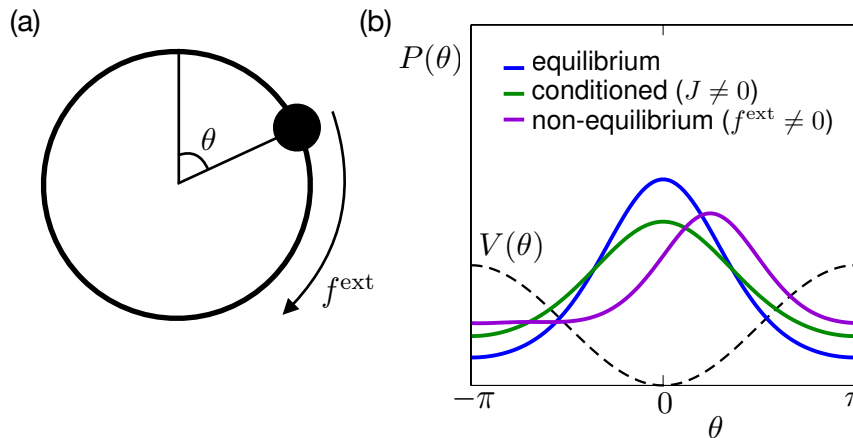 (a)
θ
f^ext
(b)
P(θ)
equilibrium
conditioned (J ≠ 0)
non-equilibrium (f^ext ≠ 0)
V(θ)
−π
0
π
θ